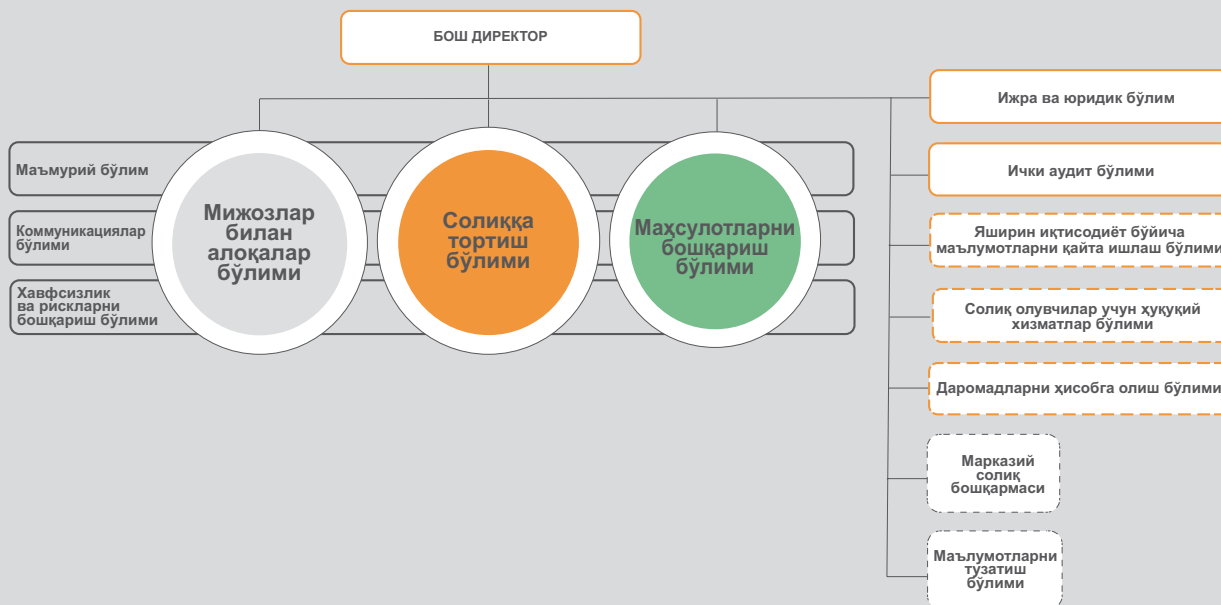 БОШ ДИРЕКТОР
Ижра ва юридик бўлим
Маъмурий бўлим
Ички аудит бўлими
Мижозлар
билан
алоқалар
бўлими
Солиққа
тортиш
бўлими
Маҳсулотларни
бошқариш
бўлими
Коммуникациялар
бўлими
Яширин иқтисодиёт бўйича
маълумотларни қайта ишлаш бўлими
Хавфсизлик
ва рискларни
бошқариш бўлими
Солиқ олувчилар учун ҳуқуқий
хизматлар бўлими
Даромадларни ҳисобга олиш бўлими
Марказий
солиқ
бошқармаси
Маълумотларни
тузатиш
бўлими